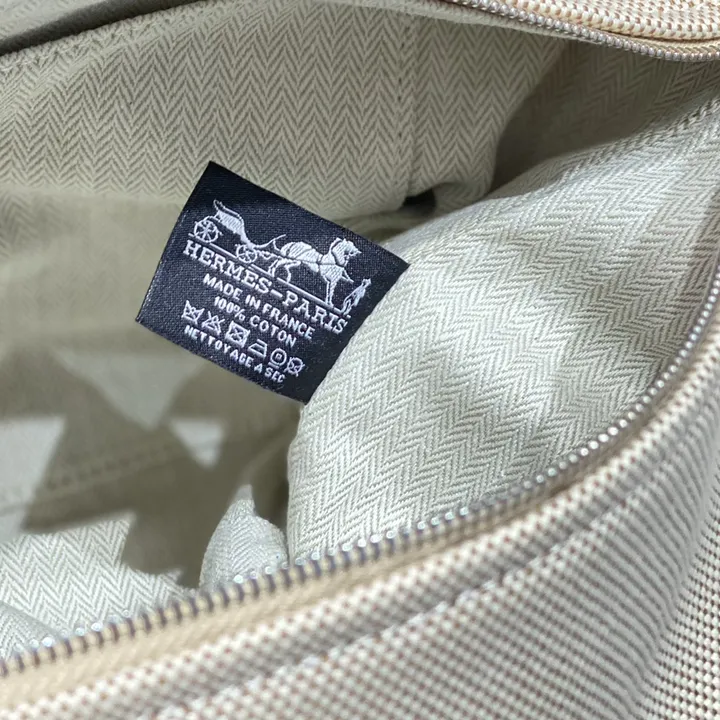 HERMES-PARIS
MADE IN FRANCE
100% COTON
NETTOYAGE A SEC